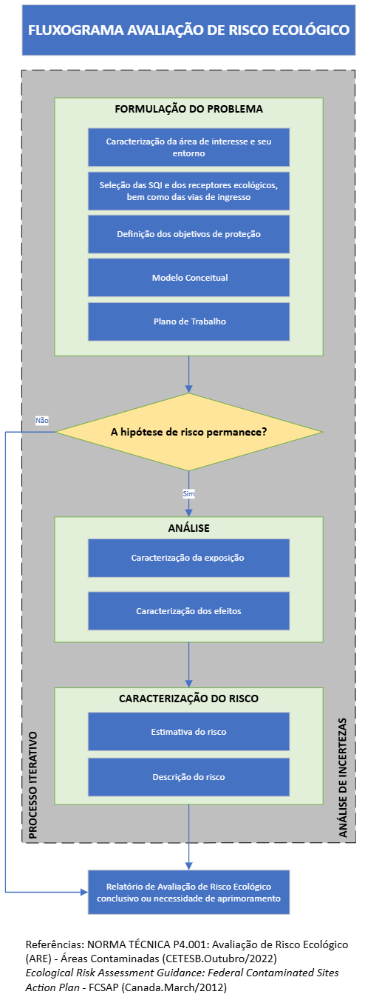 FLUXOGRAMA AVALIAÇÃO DE RISCO ECOLÓGICO
FORMULAÇÃO DO PROBLEMA
Caracterização da área de interesse e seu
entorno
Seleção das SQI e dos receptores ecológicos,
bem como das vias de ingresso
Definição dos objetivos de proteção
Modelo Conceitual
Plano de Trabalho
A hipótese de risco permanece?
Não
Sim
ANÁLISE
Caracterização da exposição
Caracterização dos efeitos
CARACTERIZAÇÃO DO RISCO
Estimativa do risco
Descrição do risco
PROCESSO ITERATIVO
ANÁLISE DE INCERTEZAS
Relatório de Avaliação de Risco Ecológico
conclusivo ou necessidade de aprimoramento
Referências: NORMA TÉCNICA P4.001: Avaliação de Risco Ecológico
(ARE) - Áreas Contaminadas (CETESB.Outubro/2022)
Ecological Risk Assessment Guidance: Federal Contaminated Sites
Action Plan - FCSAP (Canada.March/2012)